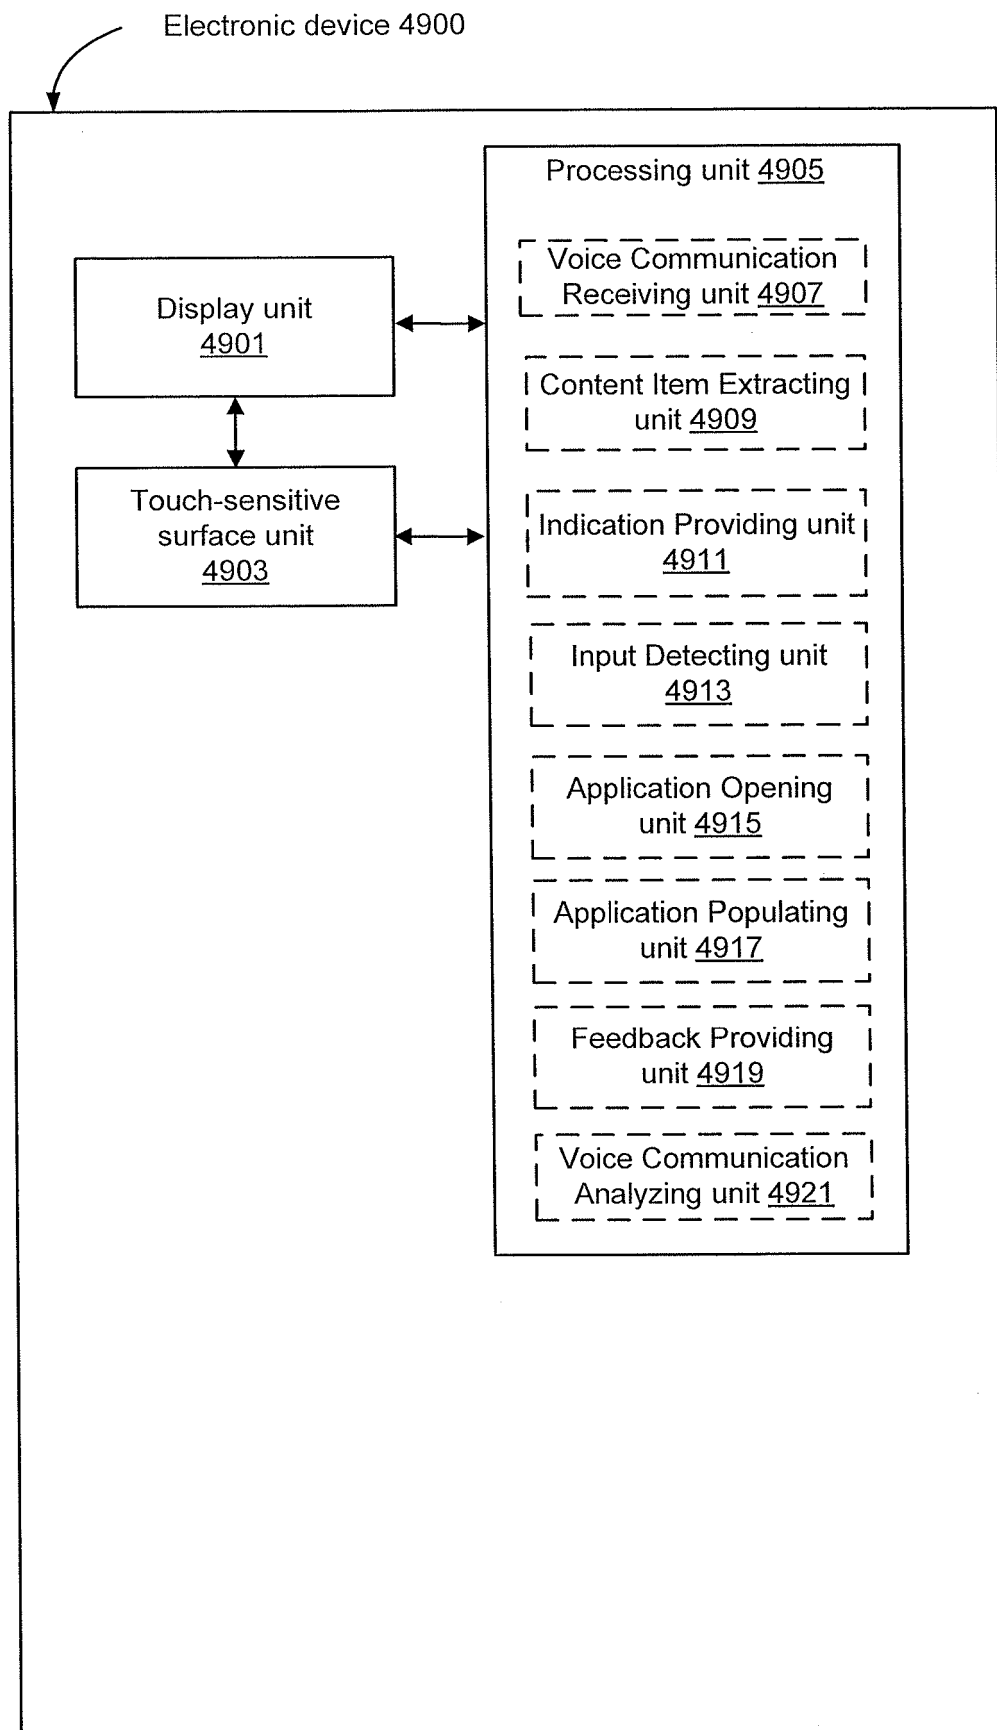 Electronic device 4900
Processing unit 4905
Display unit
4901
Touch-sensitive
surface unit
4903
Voice Communication
Receiving unit 4907
Content Item Extracting
unit 4909
Indication Providing unit
4911
Input Detecting unit
4913
Application Opening
unit 4915
Application Populating
unit 4917
Feedback Providing
unit 4919
Voice Communication
Analyzing unit 4921